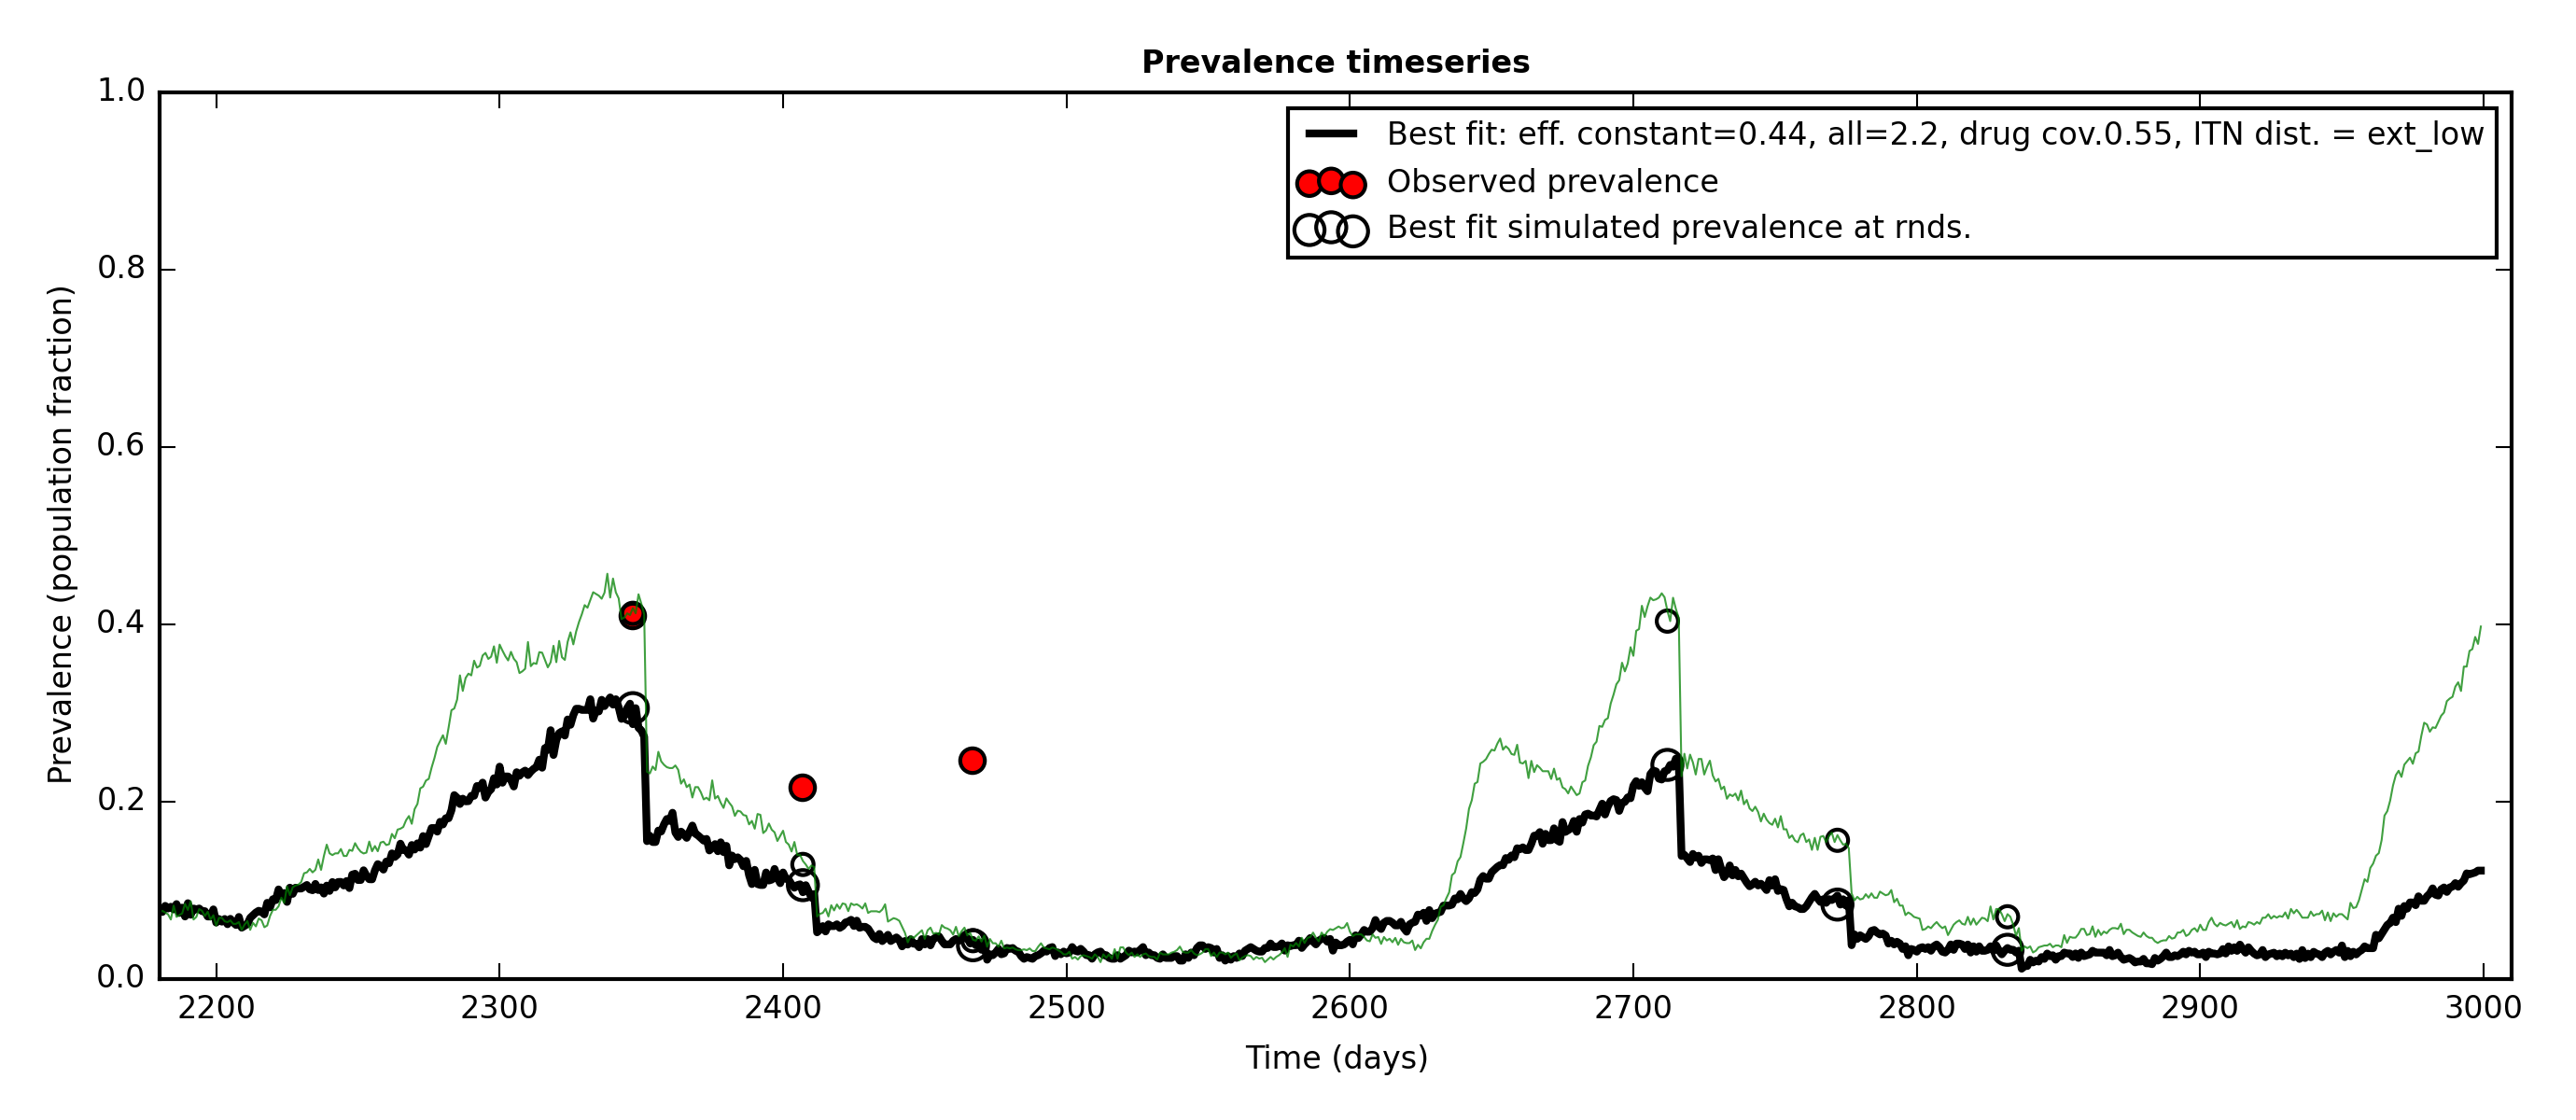 Prevalence timeseries
Best fit: eff. constant=0.44, all=2.2, drug cov.0.55, ITN dist. = ext_low
Observed prevalence
Best fit simulated prevalence at rnds.
Prevalence (population fraction)
1.0
0.8
0.6
0.4
0.2
0.0
2200 2300 2400 2500 2600 2700 2800 2900 3000
Time (days)